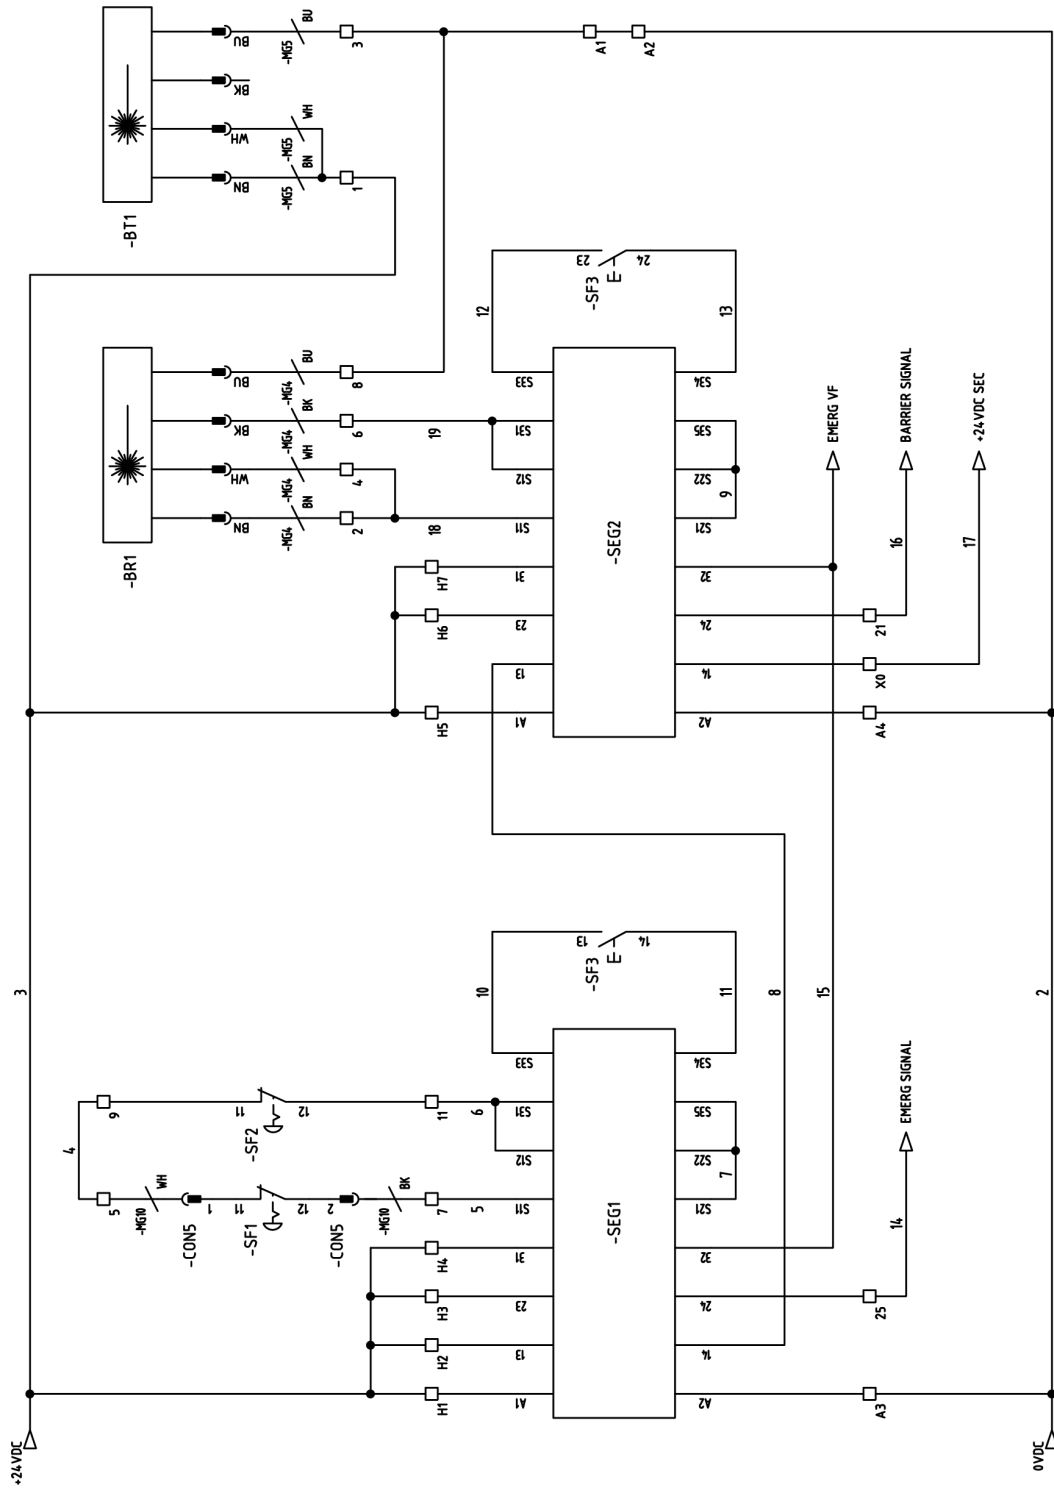 +24VDC
3
H1
H2
H3
H4
7
5
11
6
5
-MG10
WH
-CON5
1
11
-SF1
12
2
-CON5
-MG10
BK
4
9
11
-SF2
12
A1
13
23
31
S11
S12
S31
S33
-SEG1
A2
14
24
32
S21
S22
S35
S34
7
10
13
-SF3
14
11
A3
25
14
EMERG SIGNAL
8
15
0VDC
2
-BR1
BN
WH
BK
BU
-MG4
BN
-MG4
WH
-MG4
BK
-MG4
BU
2
4
6
8
H5
H6
H7
18
19
A1
13
23
31
S11
S12
S31
S33
-SEG2
A2
14
24
32
S21
S22
S35
S34
9
12
23
-SF3
24
13
A4
X0
21
16
17
EMERG VF
BARRIER SIGNAL
+24VDC SEC
-BT1
BN
WH
BK
BU
-MG5
BN
-MG5
WH
-MG5
BU
1
3
A1
A2